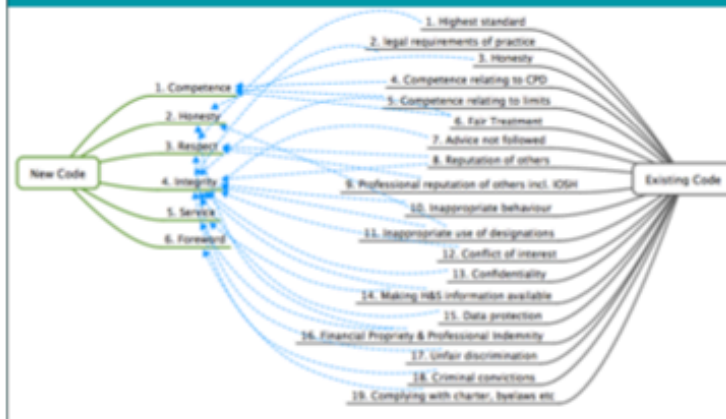 New Code
1. Competence
2. Honesty
3. Respect
4. Integrity
5. Service
6. Foreword
1. Highest standard
2. legal requirements of practice
3. Honesty
4. Competence relating to CPD
5. Competence relating to limits
6. Fair Treatment
7. Advice not followed
8. Reputation of others
9. Professional reputation of others incl. IOSH
10. Inappropriate behaviour
11. Inappropriate use of designations
12. Conflict of interest
13. Confidentiality
14. Making H&S information available
15. Data protection
16. Financial Propriety & Professional Indemnity
17. Unfair discrimination
18. Criminal convictions
19. Complying with charter, byelaws etc
Existing Code